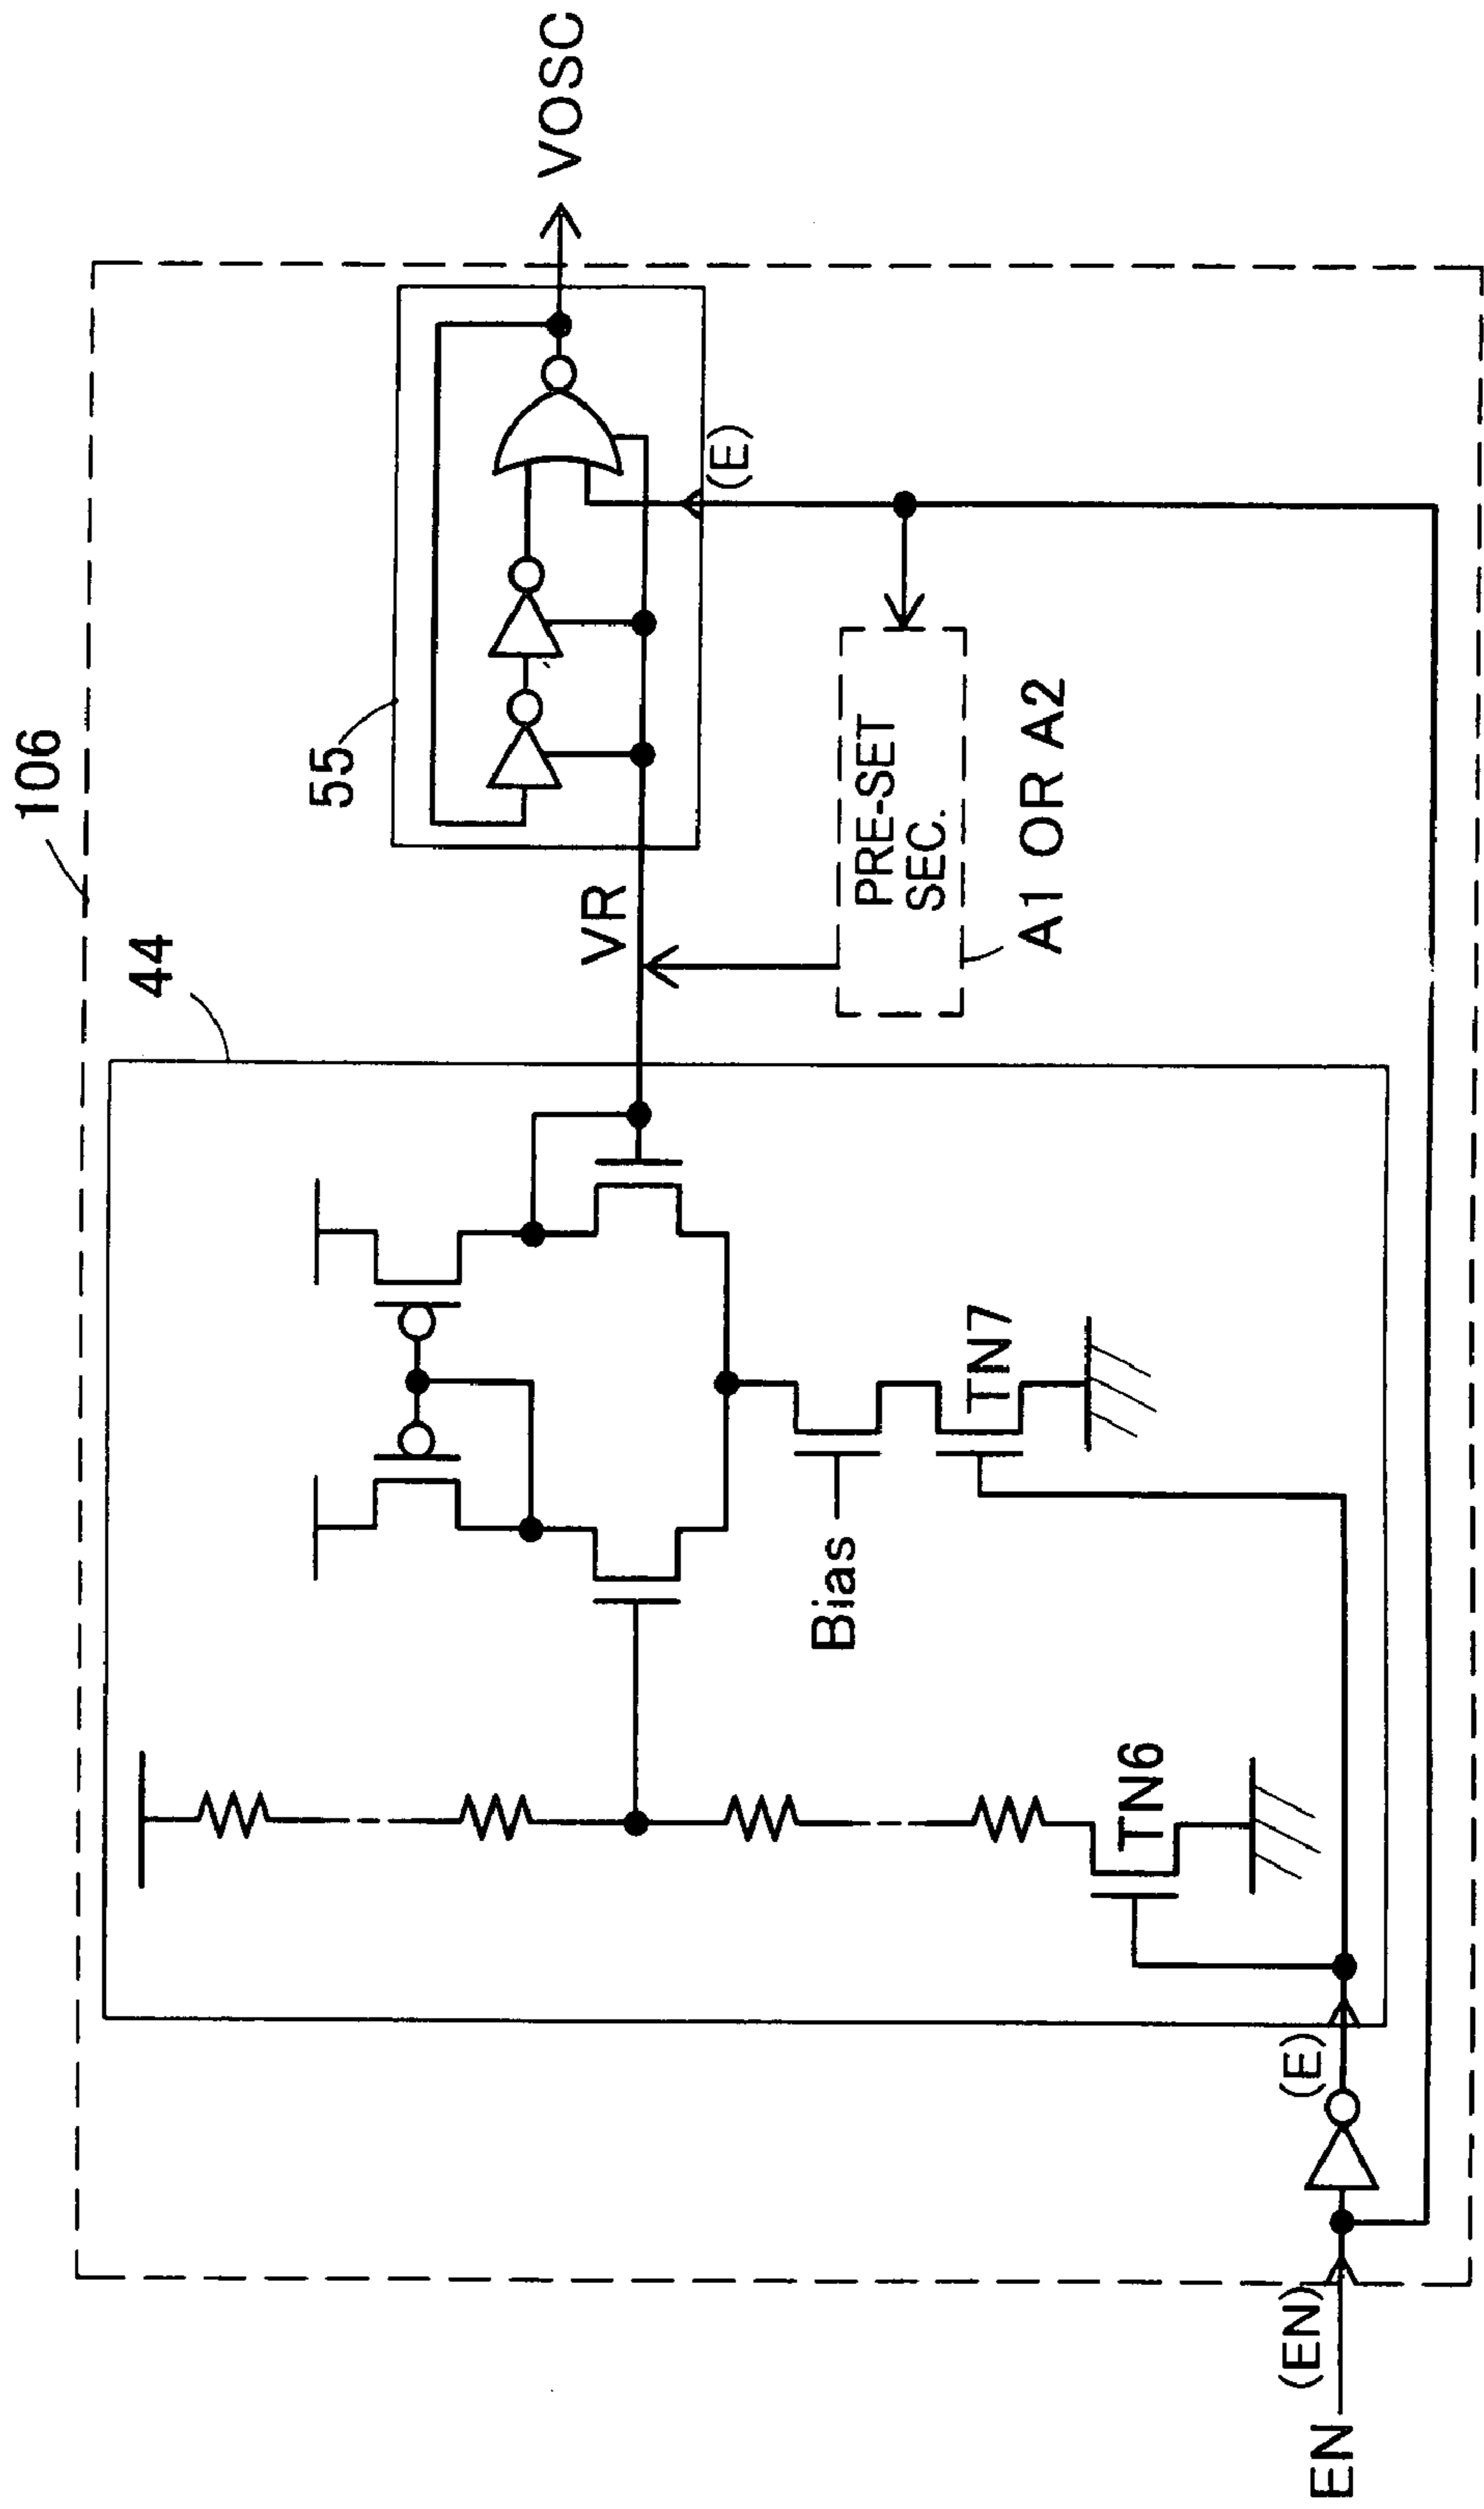 106
44
55
VR
VOSC
(E)
PRE-SET
SEC.
A1 OR A2
Bias
TN7
TN6
(E)
(EN)
EN